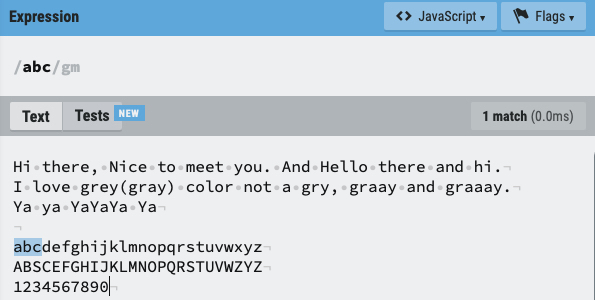 Expression
<> JavaScript ▾
Flags ▾
/abc/gm
Text
Tests
NEW
1 match (0.0ms)
Hi there, Nice to meet you. And Hello there and hi.
I love grey(gray) color not a gry, graay and graaay.
Ya ya YaYaYa Ya
abcdefghijklmnopqrstuvwxyz
ABSCEFGHIJKLMNOPQRSTUVWZYZ
1234567890